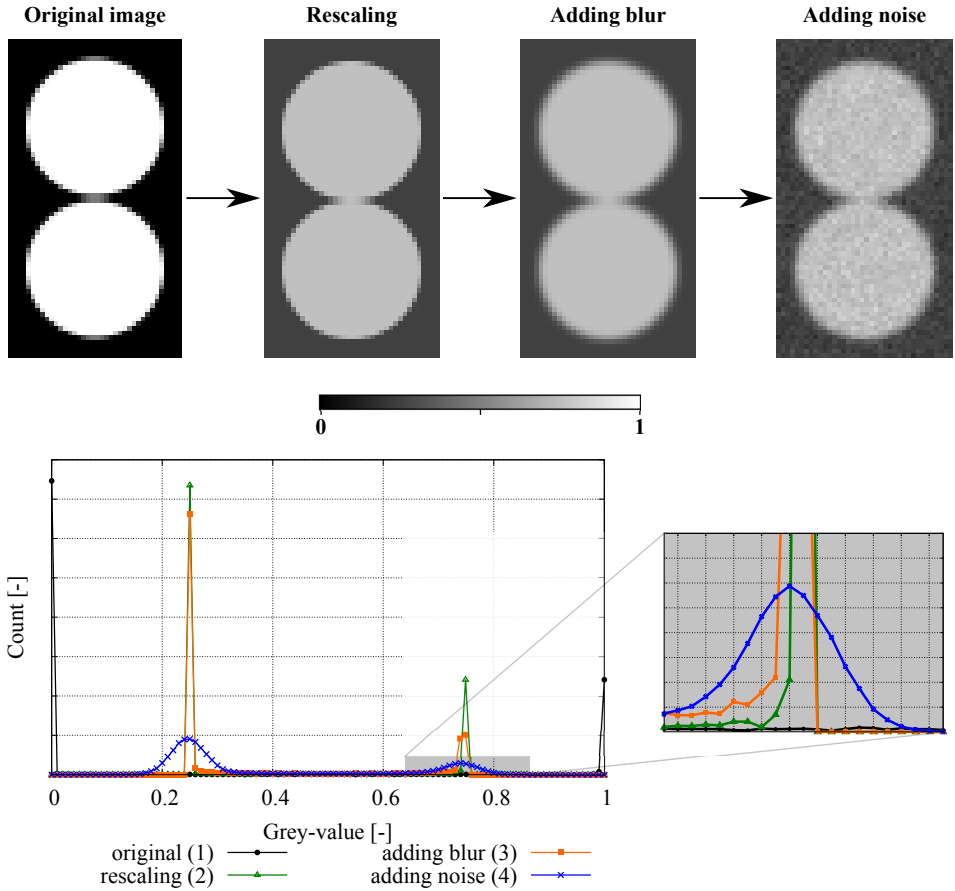 Original image
Rescaling
Adding blur
Adding noise
0
1
Count [-]
0
0.2
0.4
0.6
0.8
1
Grey-value [-]
original (1)
adding blur (3)
rescaling (2)
adding noise (4)